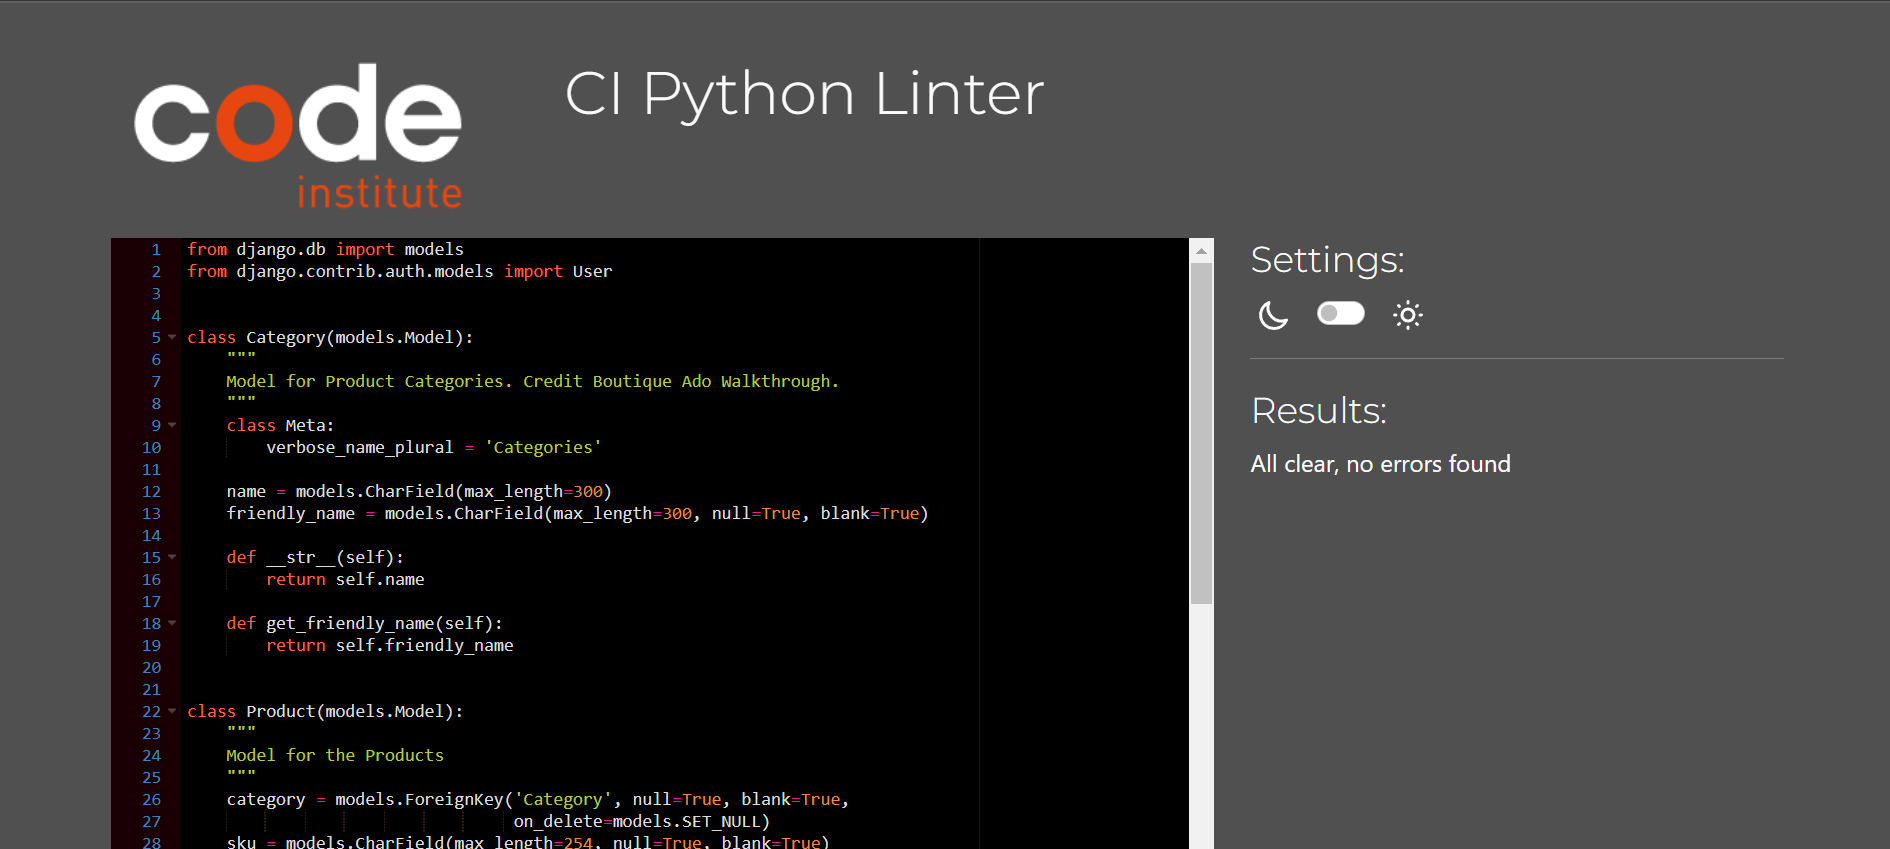 code
institute
CI Python Linter
1 from django.db import models
2 from django.contrib.auth.models import User
3
4
5 class Category(models.Model):
6     """
7     Model for Product Categories. Credit Boutique Ado Walkthrough.
8     """
9     class Meta:
10         verbose_name_plural = 'Categories'
11
12     name = models.CharField(max_length=300)
13     friendly_name = models.CharField(max_length=300, null=True, blank=True)
14
15     def __str__(self):
16         return self.name
17
18     def get_friendly_name(self):
19         return self.friendly_name
20
21
22 class Product(models.Model):
23     """
24     Model for the Products
25     """
26     category = models.ForeignKey('Category', null=True, blank=True,
27                                  on_delete=models.SET_NULL)
28     sku = models.CharField(max_length=254, null=True, blank=True)
Settings:
Results:
All clear, no errors found